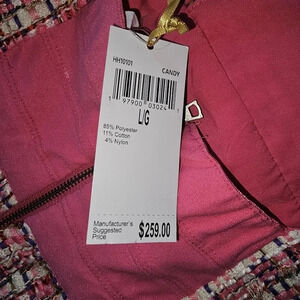 HH10101
CANDY
1 97900 03024 1
L/G
85% Polyester
11% Cotton
4% Nylon
Manufacturer's
Suggested
Price
$259.00